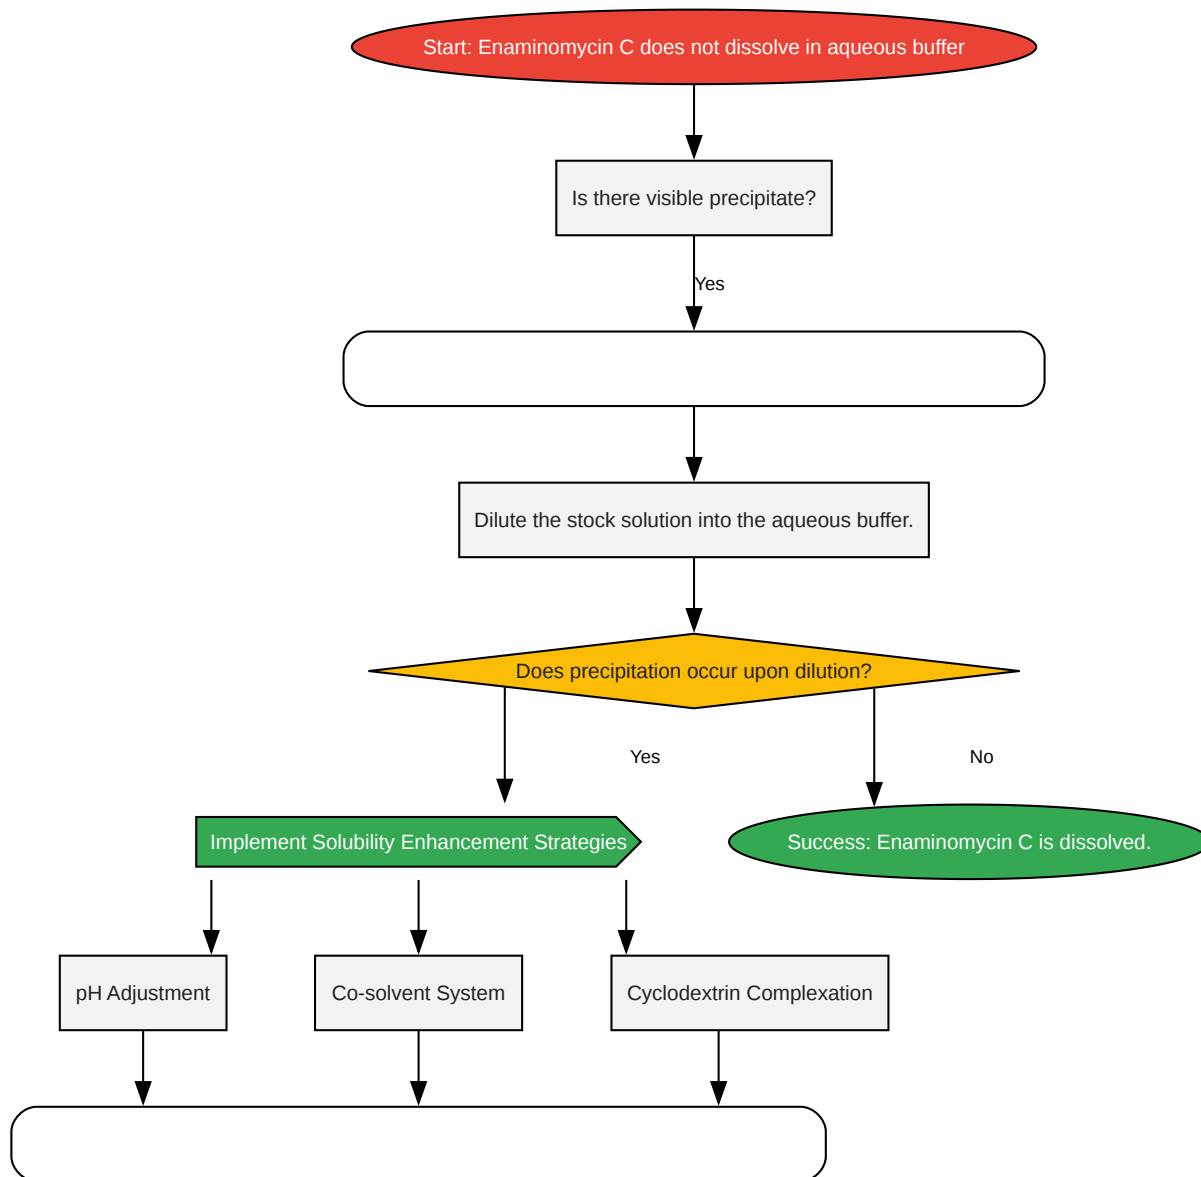 Start: Enaminomycin C does not dissolve in aqueous buffer
Is there visible precipitate?
Yes
Dilute the stock solution into the aqueous buffer.
Does precipitation occur upon dilution?
Yes
No
Implement Solubility Enhancement Strategies
Success: Enaminomycin C is dissolved.
pH Adjustment
Co-solvent System
Cyclodextrin Complexation